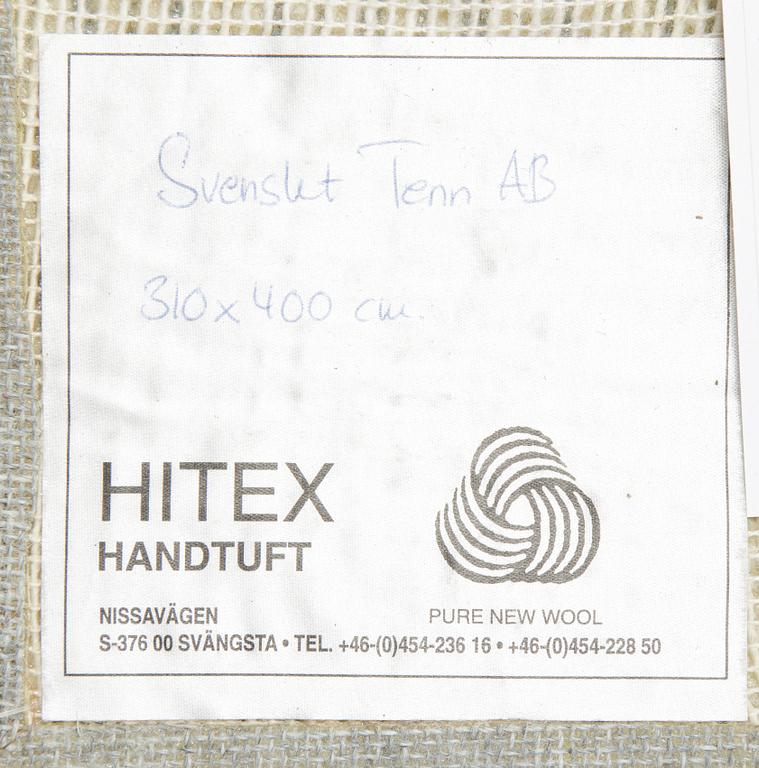 Svenskt Tenn AB
310 x 400 cm.
HITEX
HANDTUFT
PURE NEW WOOL
NISSAVÄGEN
S-376 00 SVÄNGSTA • TEL. +46-(0)454-236 16 • +46-(0)454-228 50